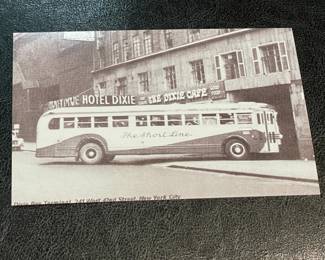 HOTEL DIXIE
THE DIXIE CAFE
The Short Line
Dixie Bus Terminal, 241 West 42nd Street, New York City